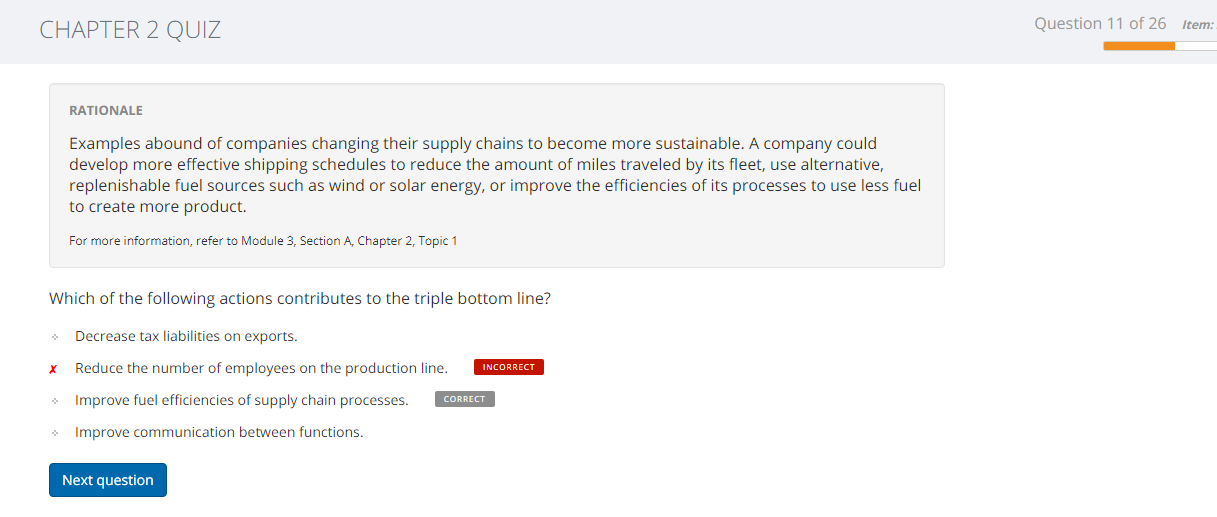 CHAPTER 2 QUIZ
Question 11 of 26 Item:
RATIONALE
Examples abound of companies changing their supply chains to become more sustainable. A company could
develop more effective shipping schedules to reduce the amount of miles traveled by its fleet, use alternative,
replenishable fuel sources such as wind or solar energy, or improve the efficiencies of its processes to use less fuel
to create more product.
For more information, refer to Module 3, Section A, Chapter 2, Topic 1
Which of the following actions contributes to the triple bottom line?
Decrease tax liabilities on exports.
✗ Reduce the number of employees on the production line. INCORRECT
Improve fuel efficiencies of supply chain processes. CORRECT
Improve communication between functions.
Next question